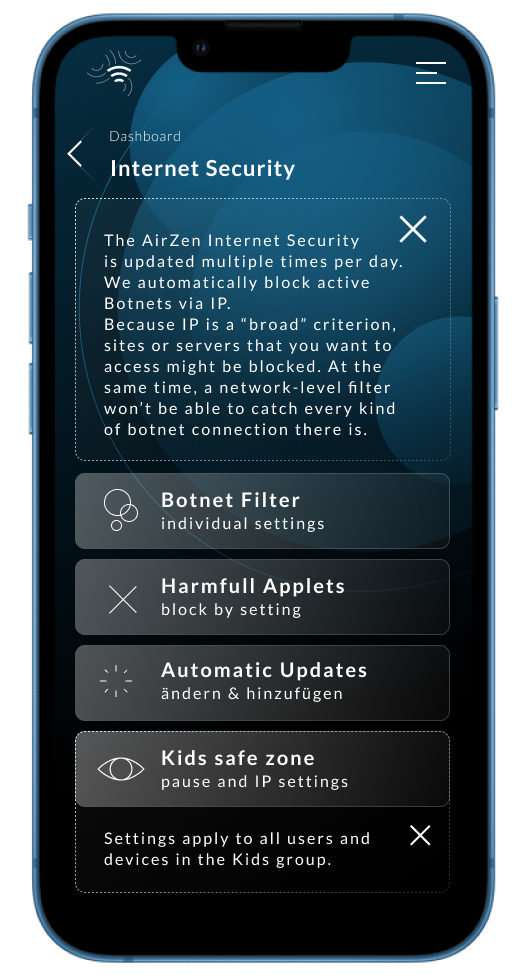 Dashboard
Internet Security
The AirZen Internet Security
is updated multiple times per day.
We automatically block active
Botnets via IP.
Because IP is a “broad” criterion,
sites or servers that you want to
access might be blocked. At the
same time, a network-level filter
won’t be able to catch every kind
of botnet connection there is.
Botnet Filter
individual settings
Harmfull Applets
block by setting
Automatic Updates
ändern & hinzufügen
Kids safe zone
pause and IP settings
Settings apply to all users and
devices in the Kids group.